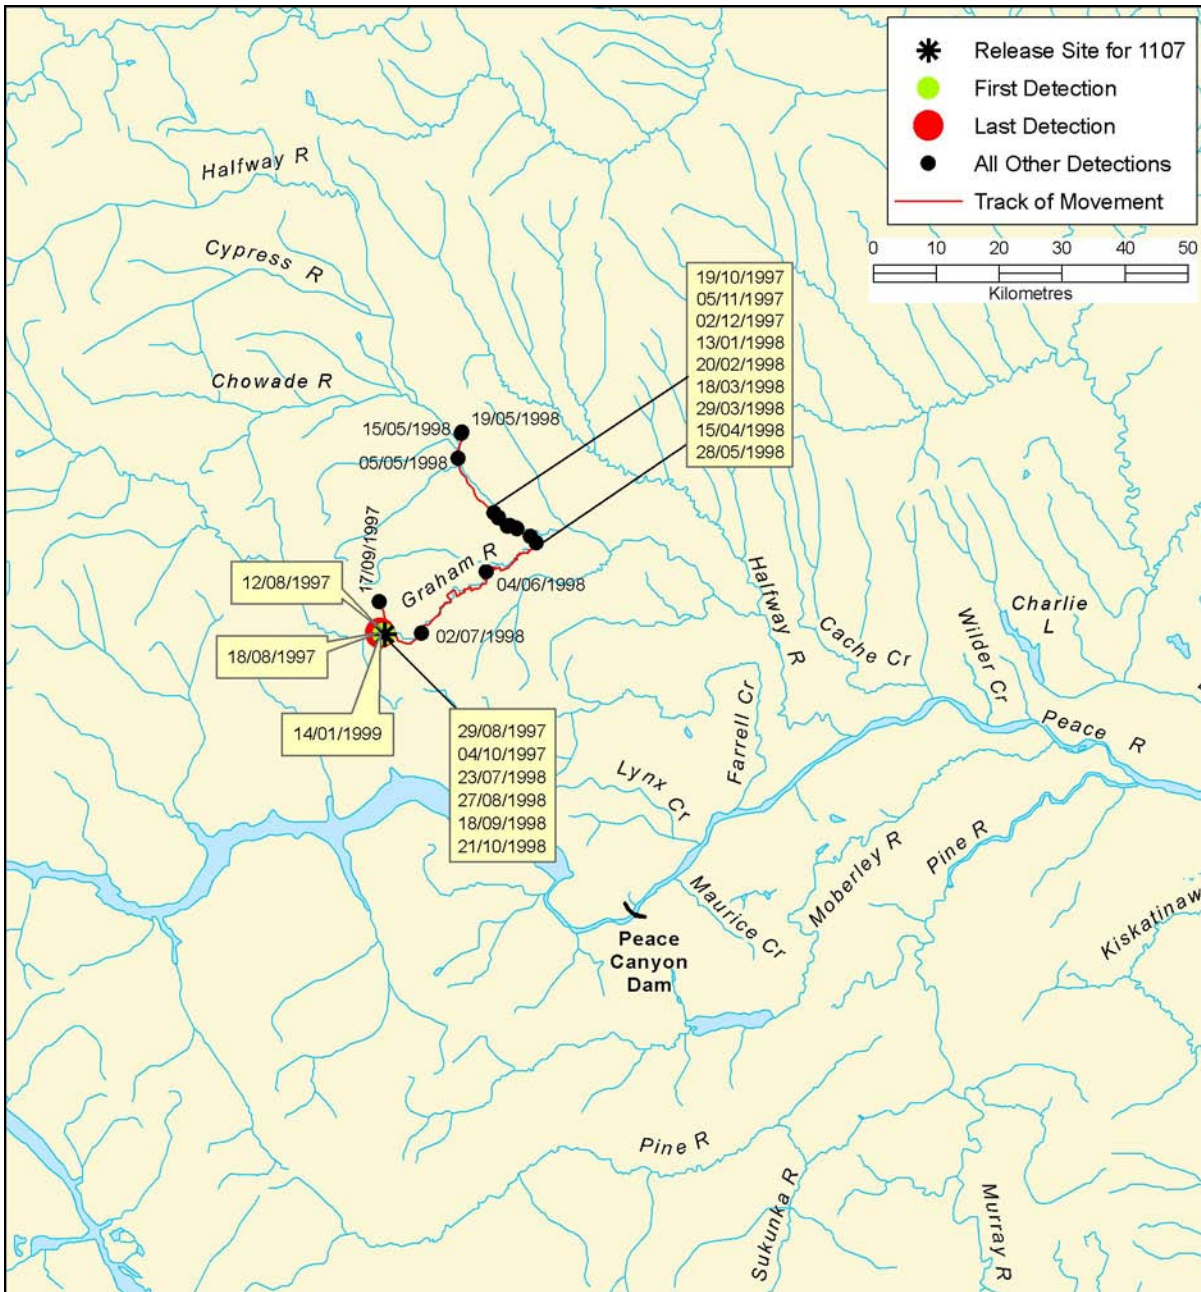 Release Site for 1107
First Detection
Last Detection
All Other Detections
Track of Movement
0 10 20 30 40 50
Kilometres
Halfway R
Cypress R
Chowade R
19/10/1997
05/11/1997
02/12/1997
13/01/1998
20/02/1998
18/03/1998
29/03/1998
15/04/1998
28/05/1998
15/05/1998
19/05/1998
05/05/1998
17/09/1997
Graham R
04/06/1998
12/08/1997
02/07/1998
18/08/1997
14/01/1999
29/08/1997
04/10/1997
23/07/1998
27/08/1998
18/09/1998
21/10/1998
Halfway R
Cache Cr
Wilder Cr
Charlie
L
Peace R
Farrell Cr
Lynx Cr
Maurice Cr
Moberley R
Pine R
Kiskatinaw
Peace
Canyon
Dam
Pine R
Sukunka R
Murray R